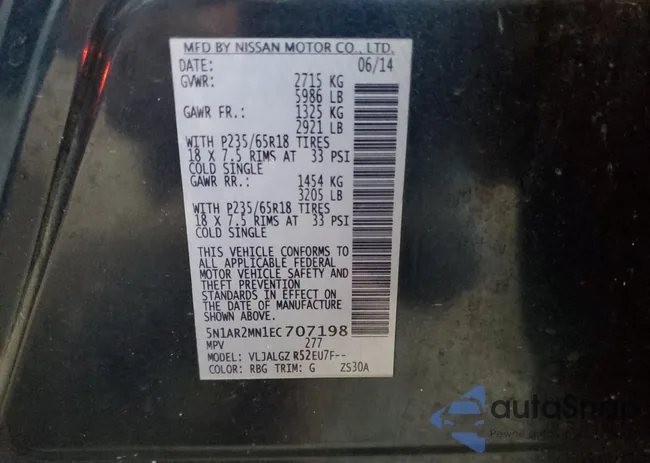 MFD BY NISSAN MOTOR CO., LTD.
DATE: 06/14
GVWR: 2715 KG
5986 LB
GAWR FR.: 1325 KG
2921 LB
WITH P235/65R18 TIRES
18 X 7.5 RIMS AT 33 PSI
COLD SINGLE
GAWR RR.: 1454 KG
3205 LB
WITH P235/65R18 TIRES
18 X 7.5 RIMS AT 33 PSI
COLD SINGLE
THIS VEHICLE CONFORMS TO
ALL APPLICABLE FEDERAL
MOTOR VEHICLE SAFETY AND
THEFT PREVENTION
STANDARDS IN EFFECT ON
THE DATE OF MANUFACTURE
SHOWN ABOVE.
5N1AR2MN1EC707198
MPV 277
MODEL: VLJALGZ R52EU7F--
COLOR: RBG TRIM: G ZS30A
autoSnap